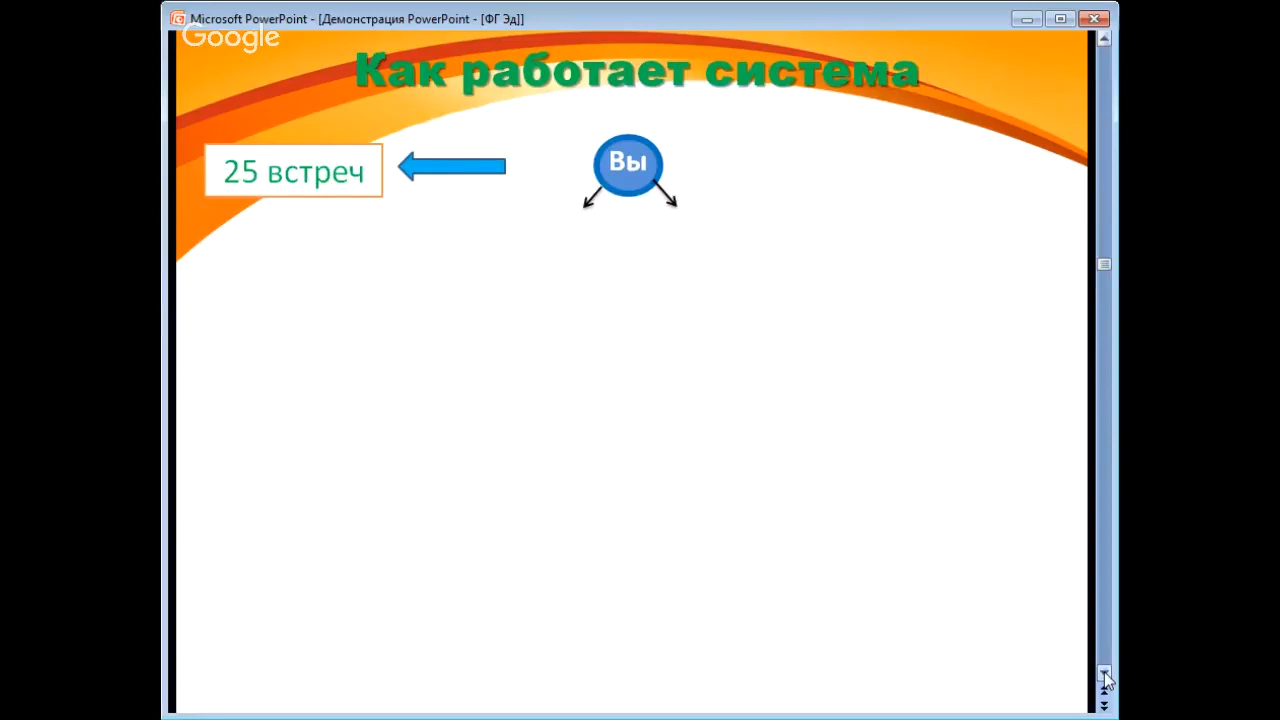 Microsoft PowerPoint - [Демонстрация PowerPoint - [ФГ Эд]]
Google
Как работает система
25 встреч
Вы